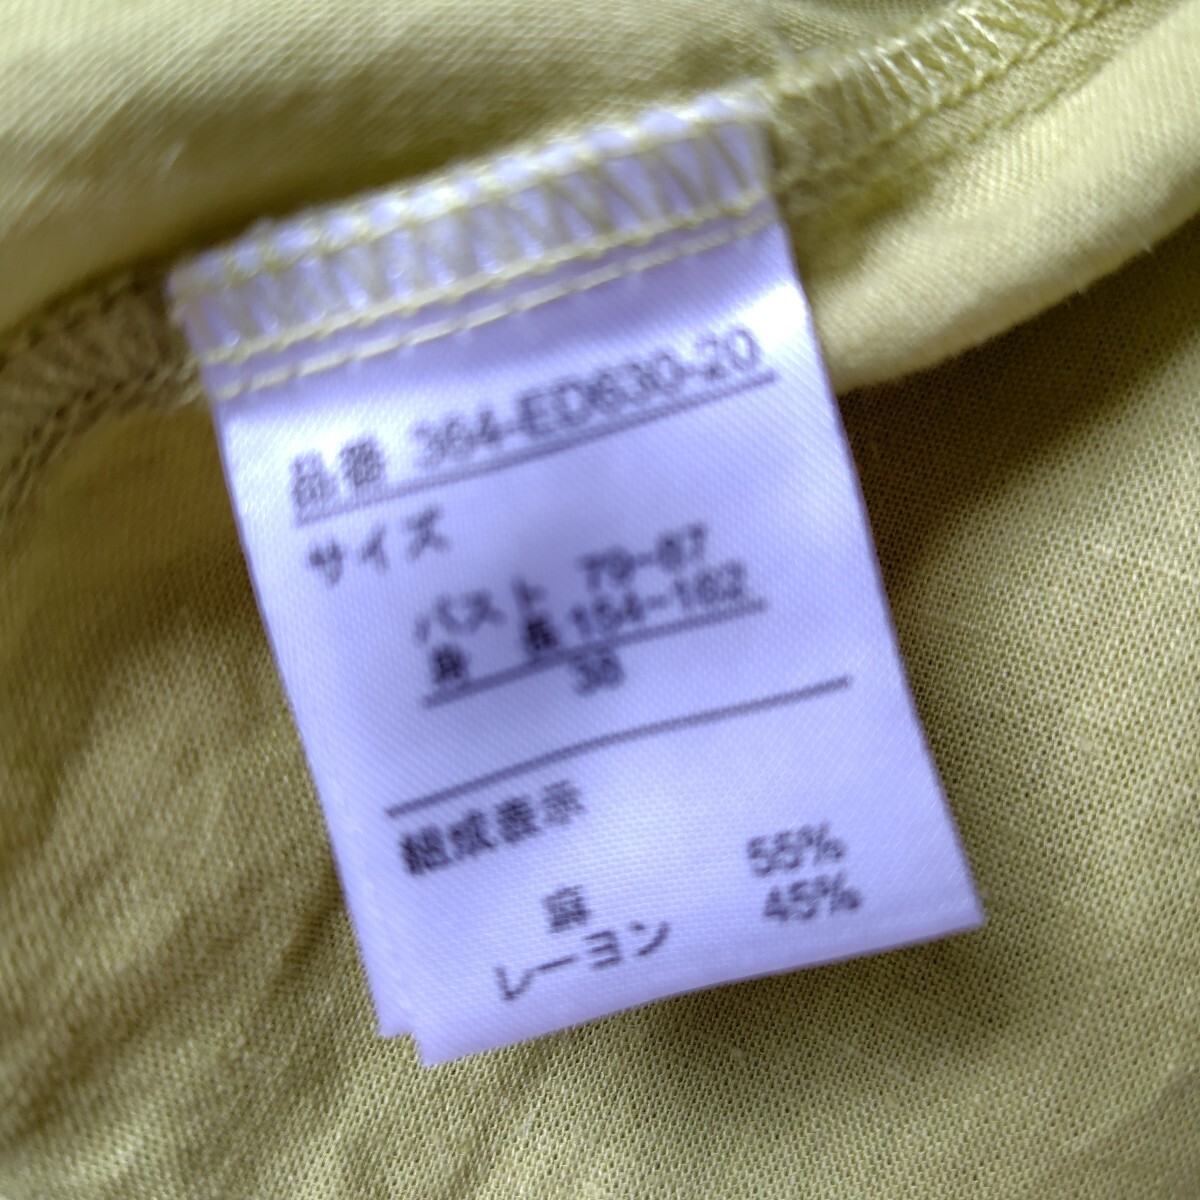 品番 364-ED630-20
サイズ
バスト 79-87
身 長 154-162
38
組成表示
麻 55%
レーヨン 45%